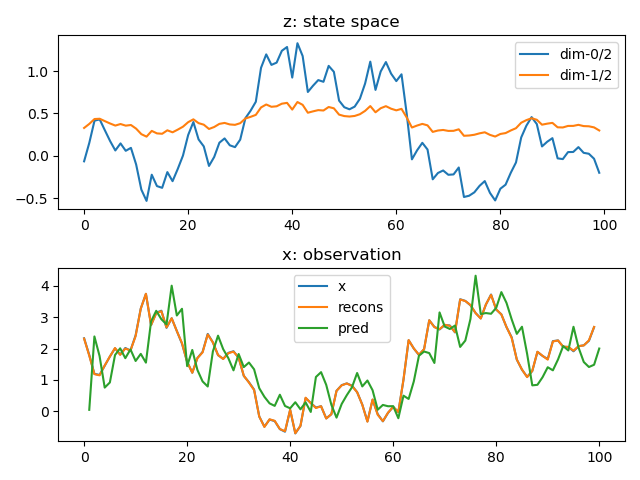 z: state space
dim-0/2
dim-1/2
1.0
0.5
0.0
−0.5
0 20 40 60 80 100
x: observation
x
recons
pred
4
3
2
1
0
0 20 40 60 80 100